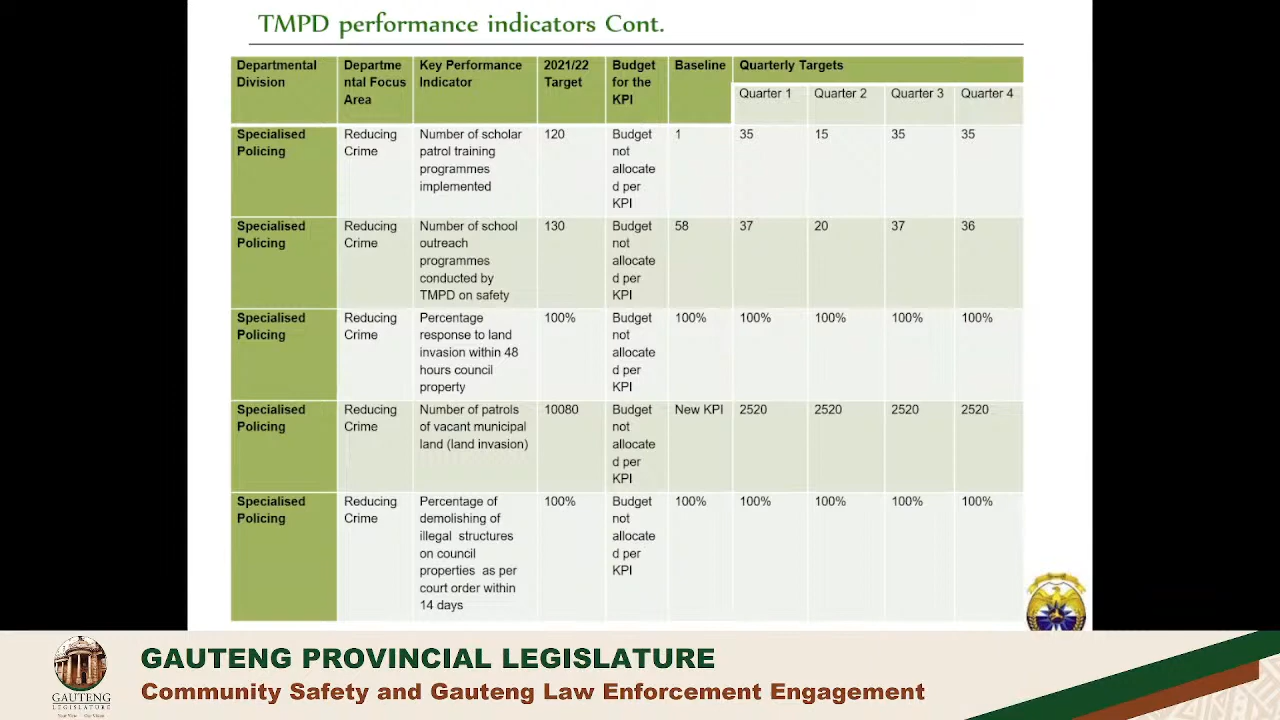 TMPD performance indicators Cont.
Departmental Division | Departme ntal Focus Area | Key Performance Indicator | 2021/22 Target | Budget for the KPI | Baseline | Quarterly Targets
Quarter 1 | Quarter 2 | Quarter 3 | Quarter 4
Specialised Policing | Reducing Crime | Number of scholar patrol training programmes implemented | 120 | Budget not allocate d per KPI | 1 | 35 | 15 | 35 | 35
Specialised Policing | Reducing Crime | Number of school outreach programmes conducted by TMPD on safety | 130 | Budget not allocate d per KPI | 58 | 37 | 20 | 37 | 36
Specialised Policing | Reducing Crime | Percentage response to land invasion within 48 hours council property | 100% | Budget not allocate d per KPI | 100% | 100% | 100% | 100% | 100%
Specialised Policing | Reducing Crime | Number of patrols of vacant municipal land (land invasion) | 10080 | Budget not allocate d per KPI | New KPI | 2520 | 2520 | 2520 | 2520
Specialised Policing | Reducing Crime | Percentage of demolishing of illegal structures on council properties as per court order within 14 days | 100% | Budget not allocate d per KPI | 100% | 100% | 100% | 100% | 100%
GAUTENG PROVINCIAL LEGISLATURE
Community Safety and Gauteng Law Enforcement Engagement
GAUTENG
LEGISLATURE